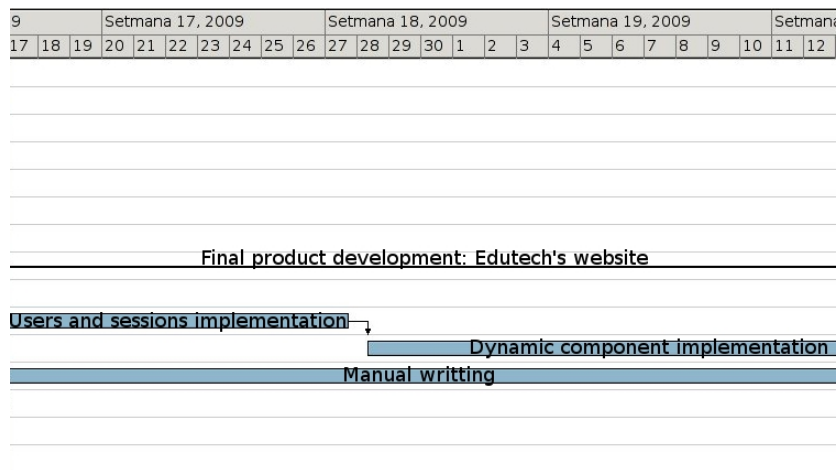 9 Setmana 17, 2009 Setmana 18, 2009 Setmana 19, 2009 Setmana
17 18 19 20 21 22 23 24 25 26 27 28 29 30 1 2 3 4 5 6 7 8 9 10 11 12
Final product development: Edutech's website
Users and sessions implementation
Dynamic component implementation
Manual writting